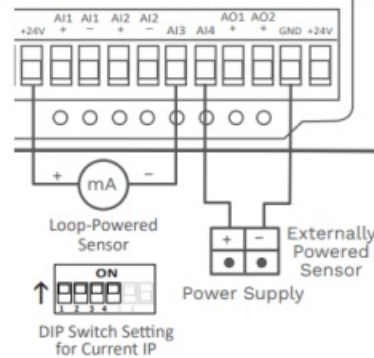 AI1 AI1 AI2 AI2 AO1 AO2
+24V + − + − AI3 AI4 + + GND +24V
+ mA −
Loop-Powered
Sensor
+ −
Externally
Powered
Sensor
Power Supply
ON
1 2 3 4
DIP Switch Setting
for Current IP